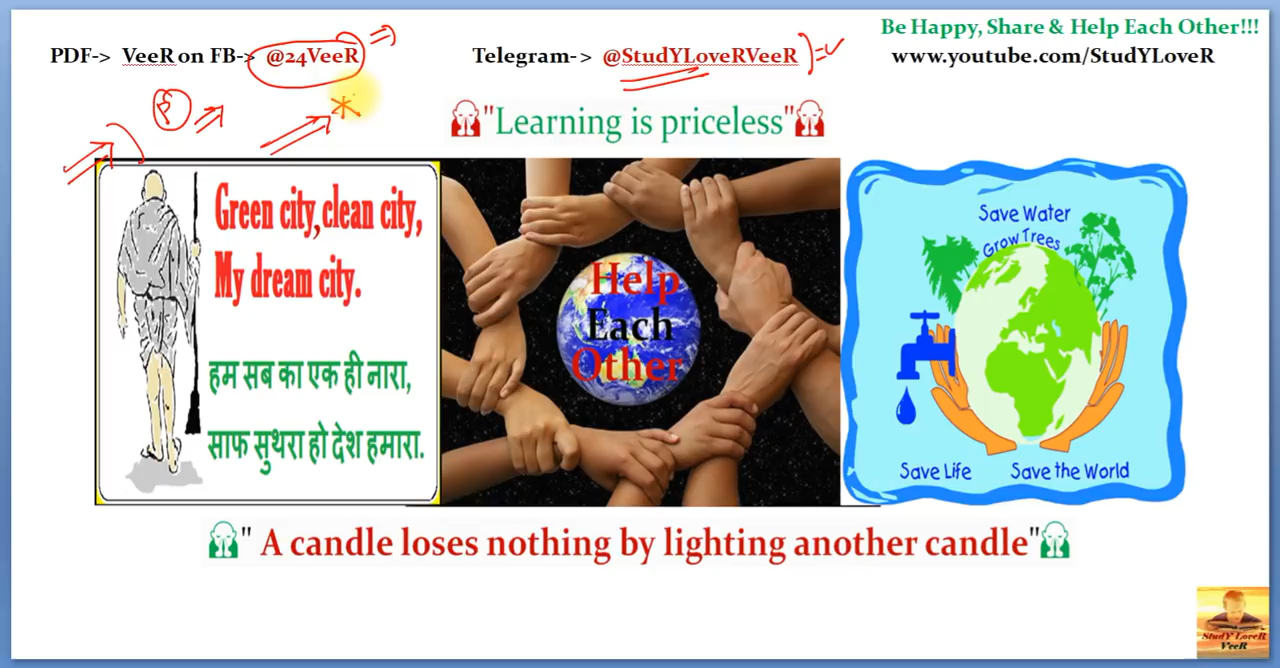 Be Happy, Share & Help Each Other!!!
PDF-> VeeR on FB-> @24VeeR Telegram-> @StudYLoveRVeeR www.youtube.com/StudYLoveR
"Learning is priceless"
Green city, clean city,
My dream city.
हम सब का एक ही नारा,
साफ सुथरा हो देश हमारा.
Help
Each
Other
Save Water
Grow Trees
Save Life Save the World
" A candle loses nothing by lighting another candle"
StudY LoveR
VeeR